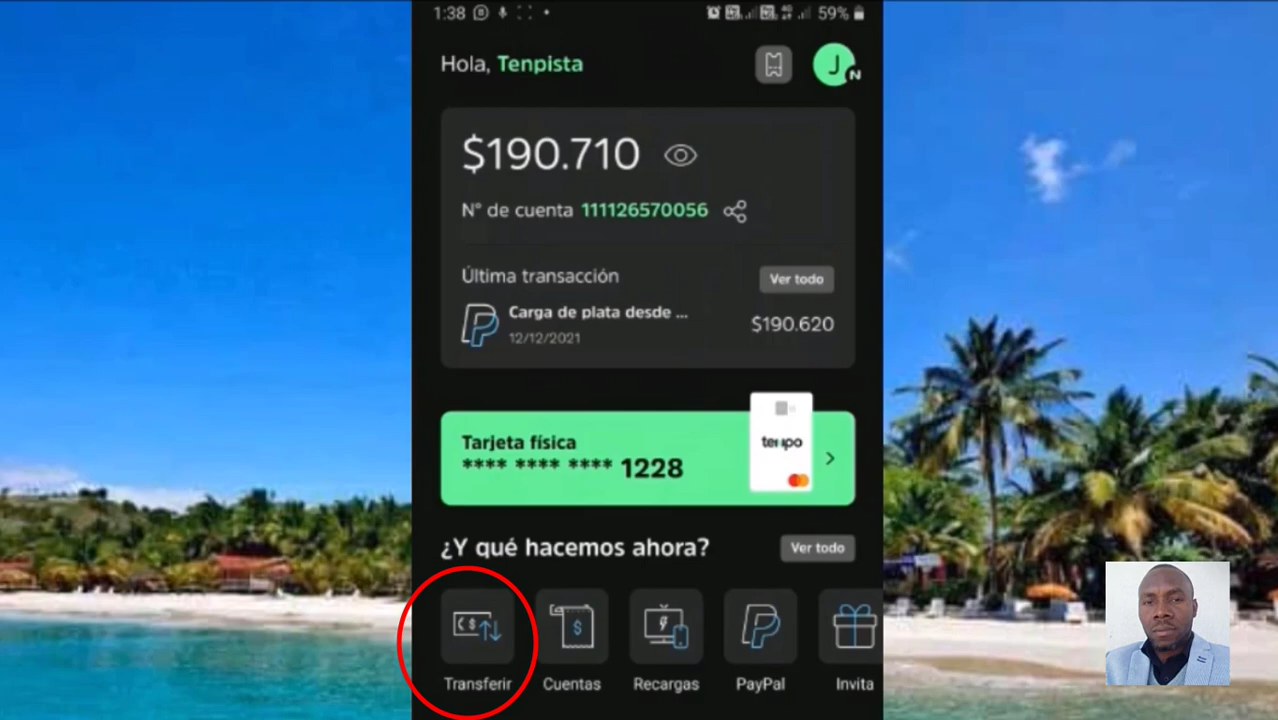 1:38
59%
Hola, Tenpista
J
N
$190.710
N° de cuenta 111126570056
Última transacción
Ver todo
Carga de plata desde ...
12/12/2021
$190.620
Tarjeta física
**** **** **** 1228
tenpo
¿Y qué hacemos ahora?
Ver todo
Transferir
Cuentas
Recargas
PayPal
Invita